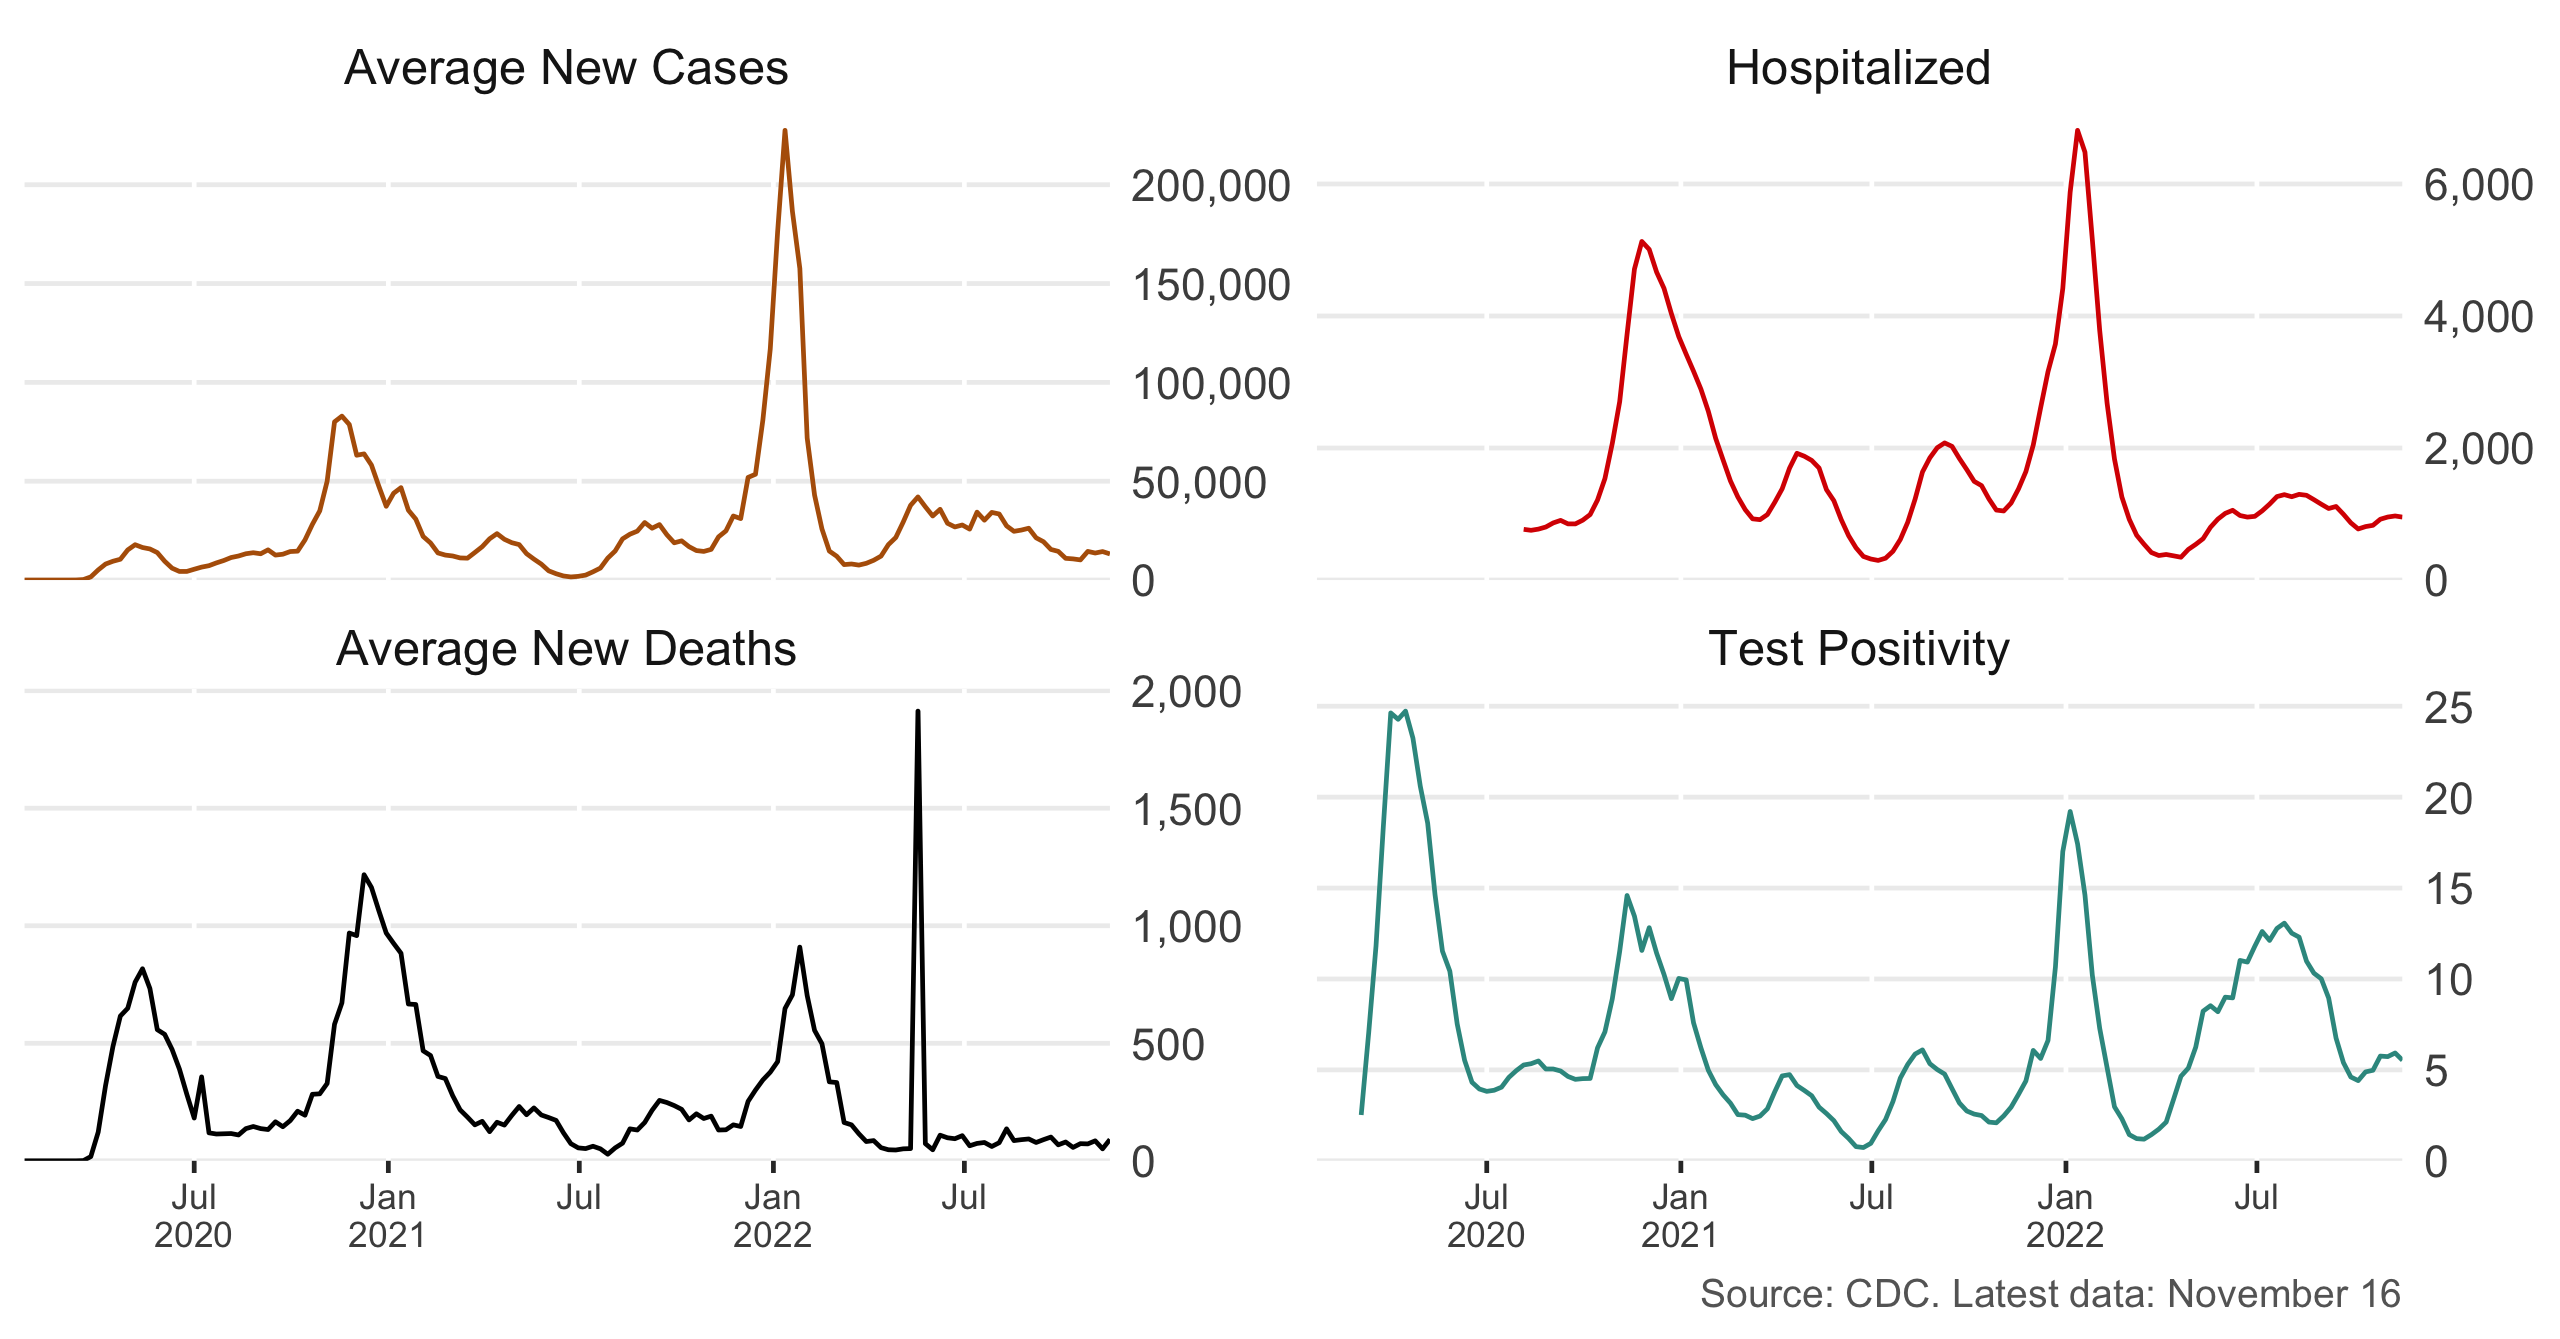 Average New Cases
200,000
150,000
100,000
50,000
0
Hospitalized
6,000
4,000
2,000
0
Average New Deaths
2,000
1,500
1,000
500
0
Jul Jan Jul Jan Jul
2020 2021 2022
Test Positivity
25
20
15
10
5
0
Jul Jan Jul Jan Jul
2020 2021 2022
Source: CDC. Latest data: November 16